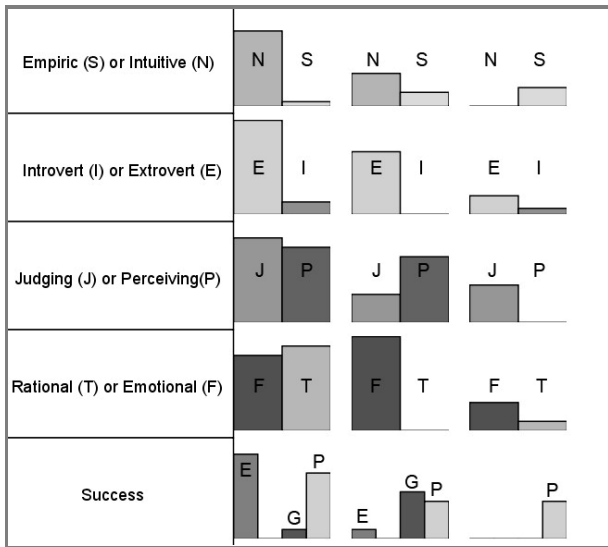 Empiric (S) or Intuitive (N)
N S N S N S
Introvert (I) or Extrovert (E)
E I E I E I
Judging (J) or Perceiving(P)
J P J P J P
Rational (T) or Emotional (F)
F T F T F T
Success
E G P E G P P